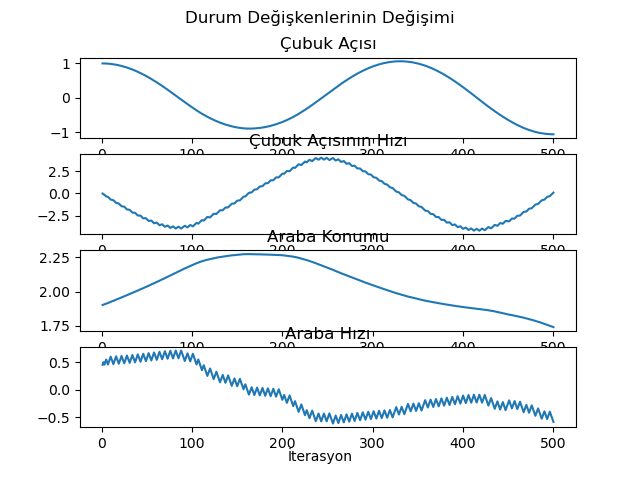 Durum Değişkenlerinin Değişimi
Çubuk Açısı
1
0
−1
0 100 200 300 400 500
Çubuk Açısının Hızı
2.5
0.0
−2.5
0 100 200 300 400 500
Araba Konumu
2.25
2.00
1.75
0 100 200 300 400 500
Araba Hızı
0.5
0.0
−0.5
0 100 200 300 400 500
İterasyon